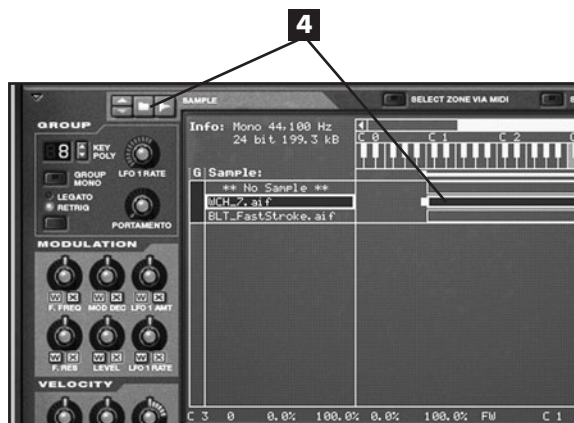 4
SAMPLE
SELECT ZONE VIA MIDI
GROUP
8
KEY
POLY
GROUP
MONO
LFO 1 RATE
LEGATO
RETRIG
PORTAMENTO
Info: Mono 44,100 Hz
24 bit 199.3 kB
C 0 C 1 C 2
G Sample:
** No Sample **
WCH_7.aif
BLT_FastStroke.aif
MODULATION
W X W X W X
F. FREQ MOD DEC LFO 1 AMT
W X W X W X
F. RES LEVEL LFO 1 RATE
VELOCITY
C 3 0 0.0% 100.0% 0.0% 100.0% FW C 1